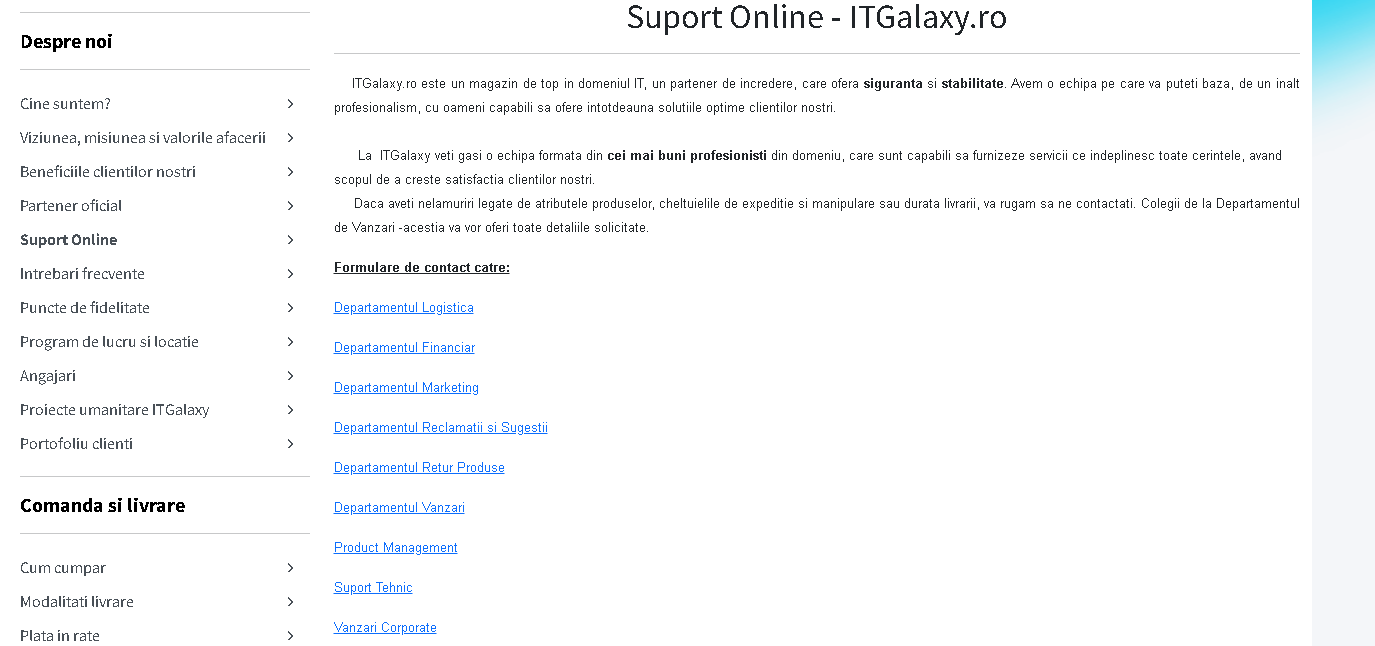 Despre noi
Cine suntem?
Viziunea, misiunea si valorile afacerii
Beneficiile clientilor nostri
Partener oficial
Suport Online
Intrebari frecvente
Puncte de fidelitate
Program de lucru si locatie
Angajari
Proiecte umanitare ITGalaxy
Portofoliu clienti
Comanda si livrare
Cum cumpar
Modalitati livrare
Plata in rate
Suport Online - ITGalaxy.ro
ITGalaxy.ro este un magazin de top in domeniul IT, un partener de incredere, care ofera siguranta si stabilitate. Avem o echipa pe care va puteti baza, de un inalt
profesionalism, cu oameni capabili sa ofere intotdeauna solutiile optime clientilor nostri.
La ITGalaxy veti gasi o echipa formata din cei mai buni profesionisti din domeniu, care sunt capabili sa furnizeze servicii ce indeplinesc toate cerintele, avand
scopul de a creste satisfactia clientilor nostri.
Daca aveti nelamuriri legate de atributele produselor, cheltuielile de expeditie si manipulare sau durata livrarii, va rugam sa ne contactati. Colegii de la Departamentul
de Vanzari -acestia va vor oferi toate detaliile solicitate.
Formulare de contact catre:
Departamentul Logistica
Departamentul Financiar
Departamentul Marketing
Departamentul Reclamatii si Sugestii
Departamentul Retur Produse
Departamentul Vanzari
Product Management
Suport Tehnic
Vanzari Corporate